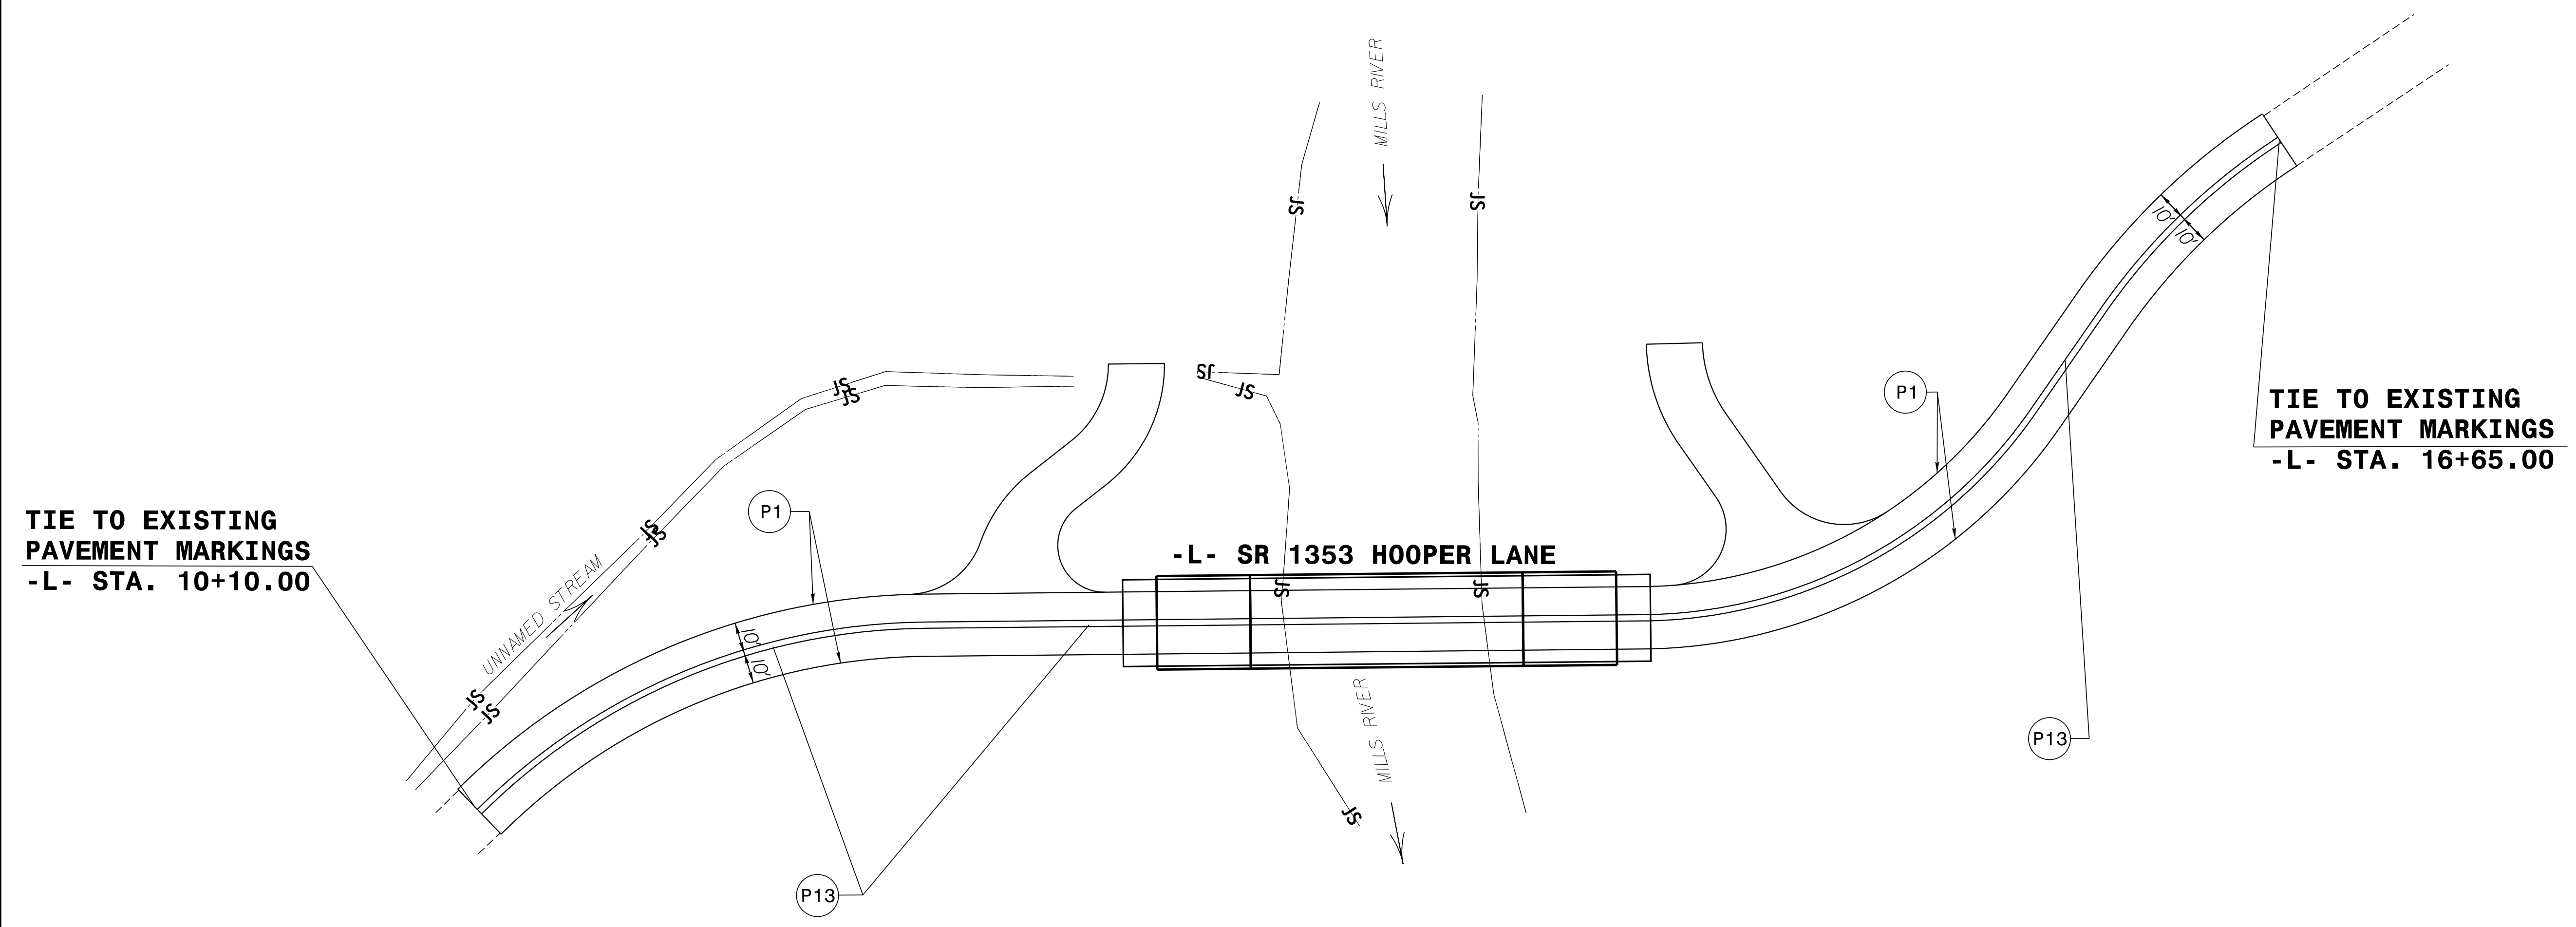 MILLS RIVER
JS
JS
10'
10'
JS
JS
JS
JS
P1
TIE TO EXISTING
PAVEMENT MARKINGS
-L- STA. 16+65.00
P1
TIE TO EXISTING
PAVEMENT MARKINGS
-L- STA. 10+10.00
JS
JS
-L- SR 1353 HOOPER LANE
JS
JS
UNNAMED STREAM
10'
10'
JS
JS
MILLS RIVER
P13
JS
P13